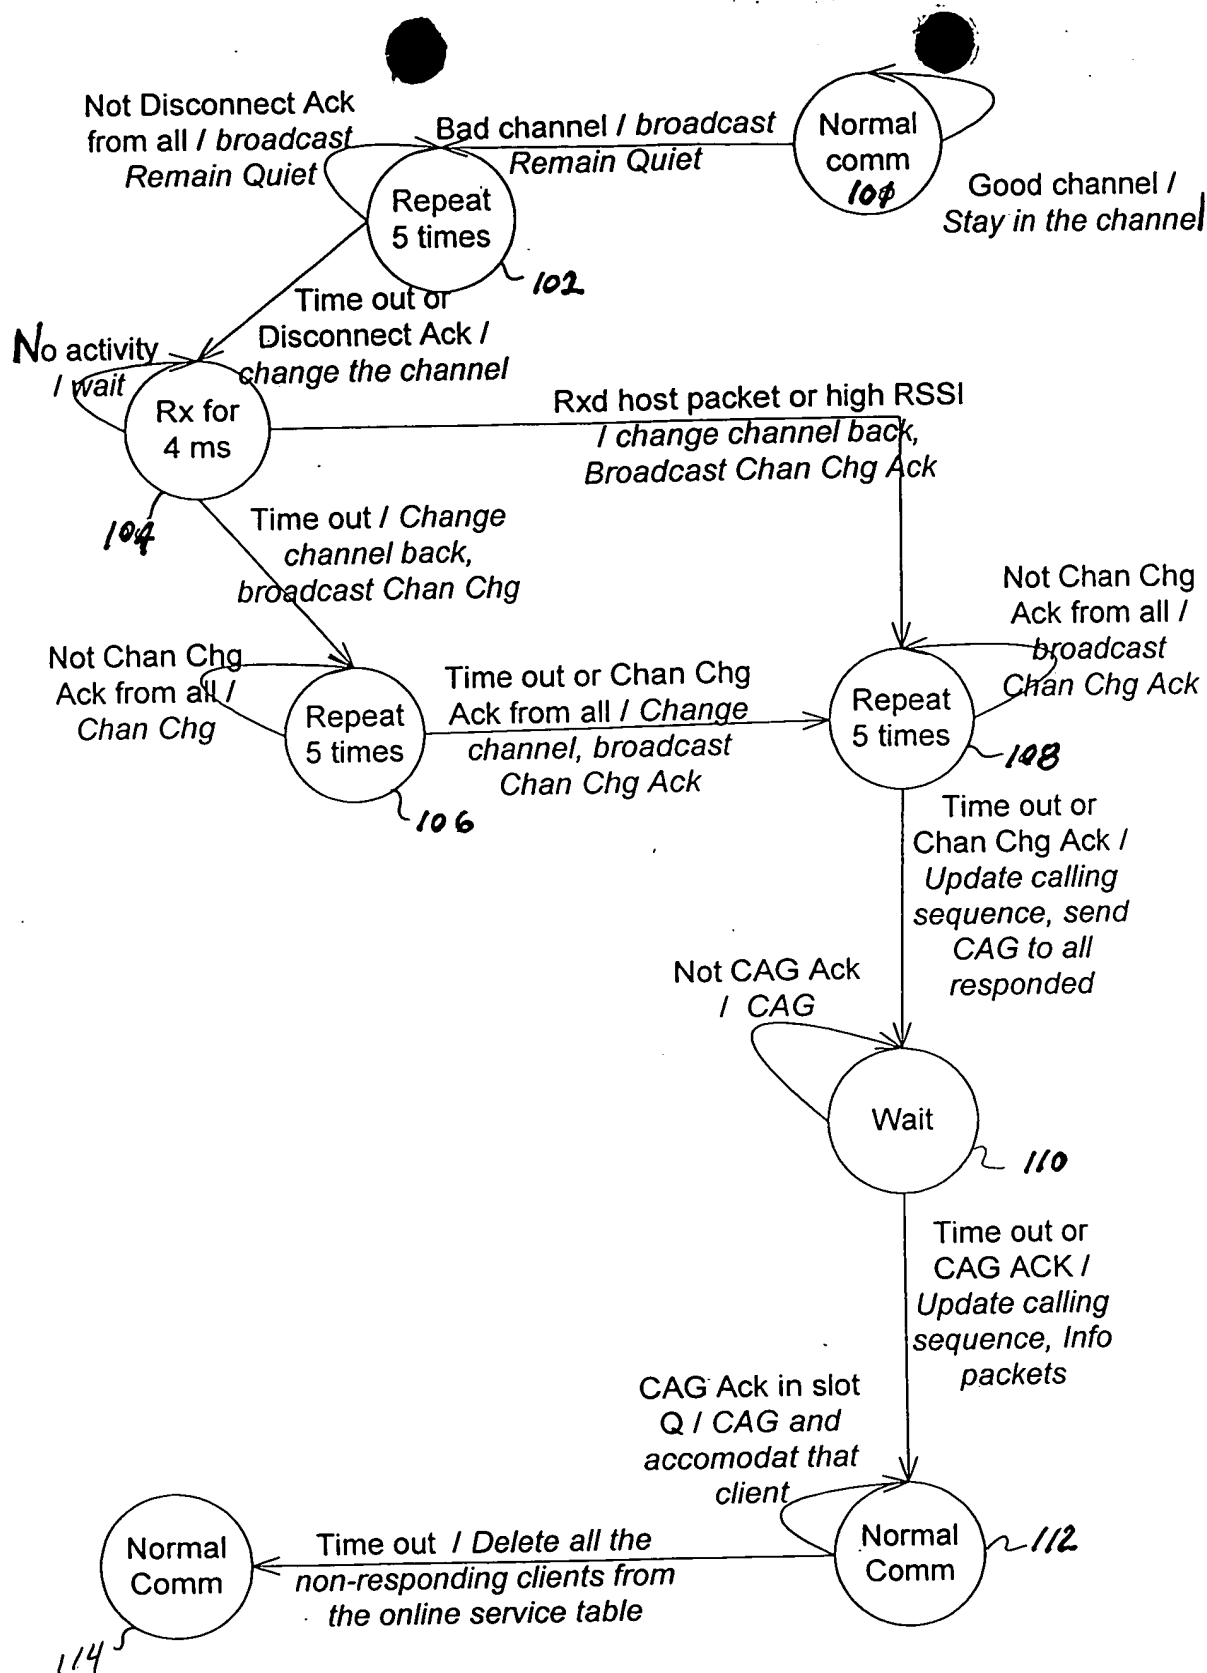 Not Disconnect Ack
from all / broadcast
Remain Quiet
Bad channel / broadcast
Remain Quiet
Normal
comm
100
Good channel /
Stay in the channel
Repeat
5 times
102
Time out or
Disconnect Ack /
change the channel
No activity
/ wait
Rx for
4 ms
104
Rxd host packet or high RSSI
/ change channel back,
Broadcast Chan Chg Ack
Time out / Change
channel back,
broadcast Chan Chg
Not Chan Chg
Ack from all /
broadcast
Chan Chg Ack
Not Chan Chg
Ack from all /
Chan Chg
Repeat
5 times
106
Time out or Chan Chg
Ack from all / Change
channel, broadcast
Chan Chg Ack
Repeat
5 times
108
Time out or
Chan Chg Ack /
Update calling
sequence, send
CAG to all
responded
Not CAG Ack
/ CAG
Wait
110
Time out or
CAG ACK /
Update calling
sequence, Info
packets
CAG Ack in slot
Q / CAG and
accomodat that
client
Normal
Comm
112
Time out / Delete all the
non-responding clients from
the online service table
Normal
Comm
114